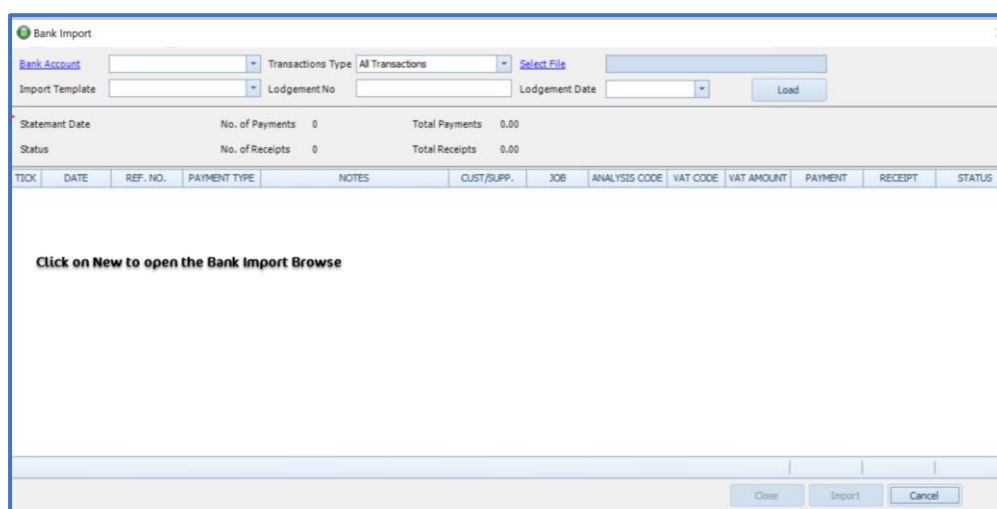 Bank Import
Bank Account Transactions Type All Transactions Select File
Import Template Lodgement No Lodgement Date Load
Statemant Date No. of Payments 0 Total Payments 0.00
Status No. of Receipts 0 Total Receipts 0.00
TICK DATE REF. NO. PAYMENT TYPE NOTES CUST/SUPP. JOB ANALYSIS CODE VAT CODE VAT AMOUNT PAYMENT RECEIPT STATUS
Click on New to open the Bank Import Browse
Close Import Cancel